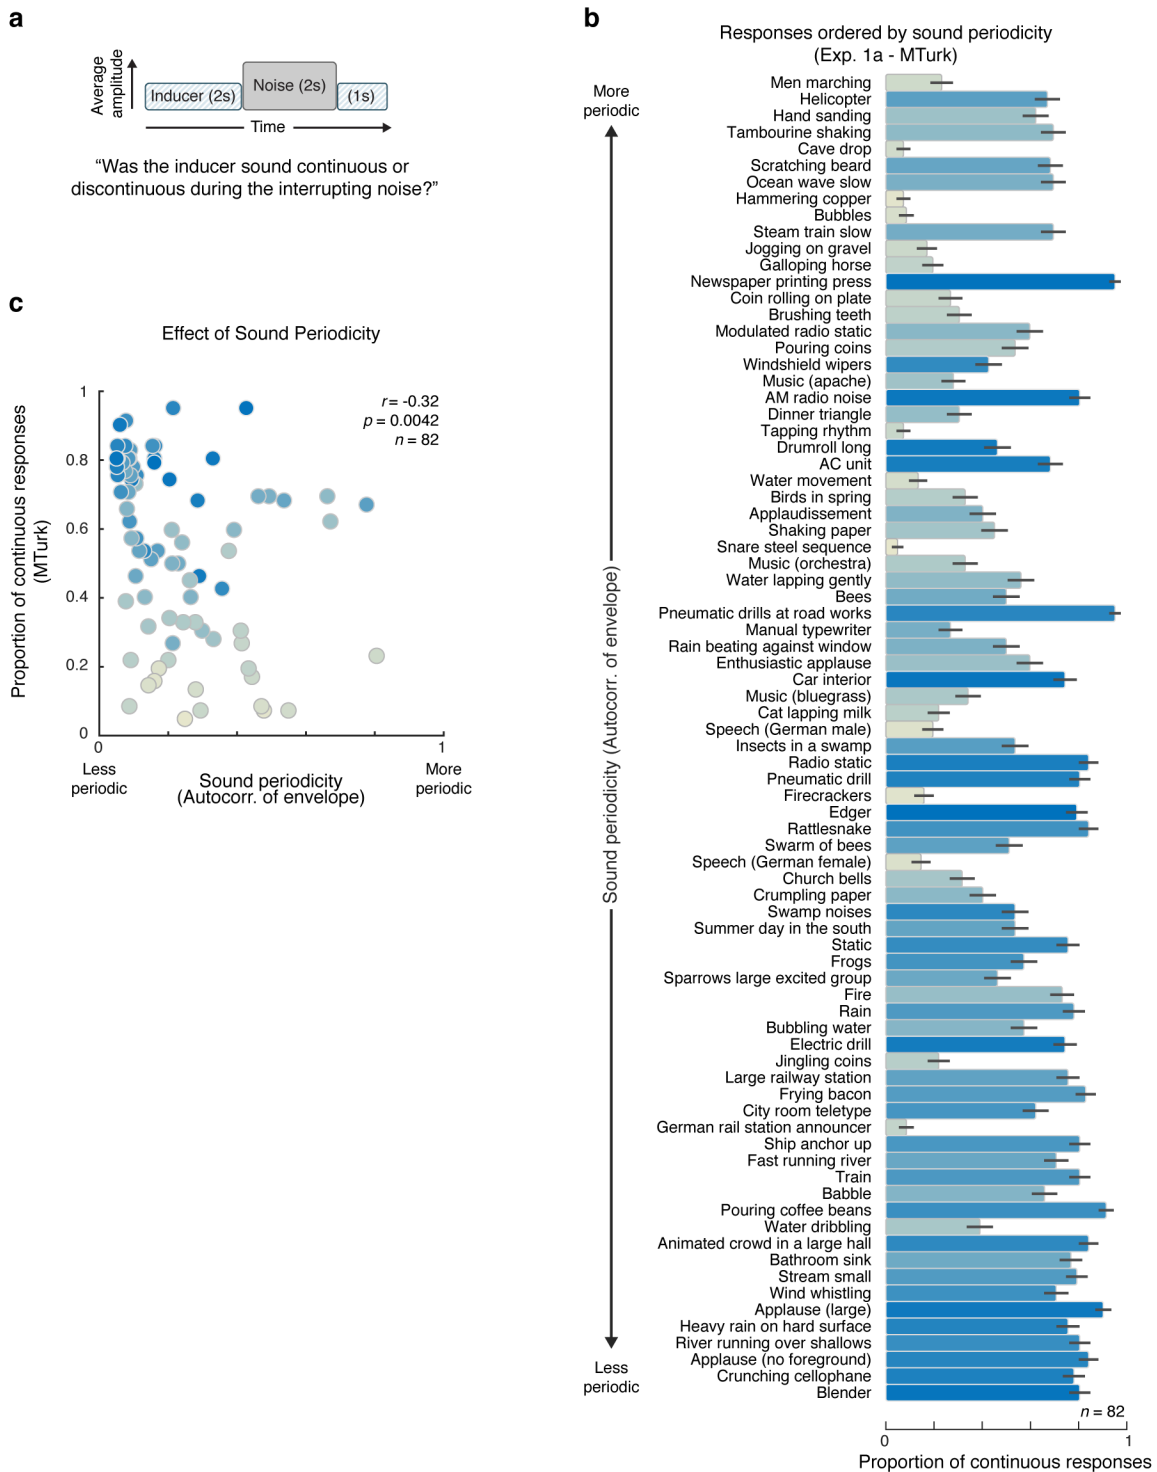 a
Average
amplitude
Inducer (2s)
Noise (2s)
(1s)
Time
“Was the inducer sound continuous or
discontinuous during the interrupting noise?”
c
Effect of Sound Periodicity
r= -0.32
p = 0.0042
n = 82
Proportion of continuous responses
(MTurk)
1
0.8
0.6
0.4
0.2
0
0
1
Less
periodic
More
periodic
Sound periodicity
(Autocorr. of envelope)
b
Responses ordered by sound periodicity
(Exp. 1a - MTurk)
More
periodic
Sound periodicity (Autocorr. of envelope)
Less
periodic
Men marching
Helicopter
Hand sanding
Tambourine shaking
Cave drop
Scratching beard
Ocean wave slow
Hammering copper
Bubbles
Steam train slow
Jogging on gravel
Galloping horse
Newspaper printing press
Coin rolling on plate
Brushing teeth
Modulated radio static
Pouring coins
Windshield wipers
Music (apache)
AM radio noise
Dinner triangle
Tapping rhythm
Drumroll long
AC unit
Water movement
Birds in spring
Applaudissement
Shaking paper
Snare steel sequence
Music (orchestra)
Water lapping gently
Bees
Pneumatic drills at road works
Manual typewriter
Rain beating against window
Enthusiastic applause
Car interior
Music (bluegrass)
Cat lapping milk
Speech (German male)
Insects in a swamp
Radio static
Pneumatic drill
Firecrackers
Edger
Rattlesnake
Swarm of bees
Speech (German female)
Church bells
Crumpling paper
Swamp noises
Summer day in the south
Static
Frogs
Sparrows large excited group
Fire
Rain
Bubbling water
Electric drill
Jingling coins
Large railway station
Frying bacon
City room teletype
German rail station announcer
Ship anchor up
Fast running river
Train
Babble
Pouring coffee beans
Water dribbling
Animated crowd in a large hall
Bathroom sink
Stream small
Wind whistling
Applause (large)
Heavy rain on hard surface
River running over shallows
Applause (no foreground)
Crunching cellophane
Blender
n = 82
0
1
Proportion of continuous responses